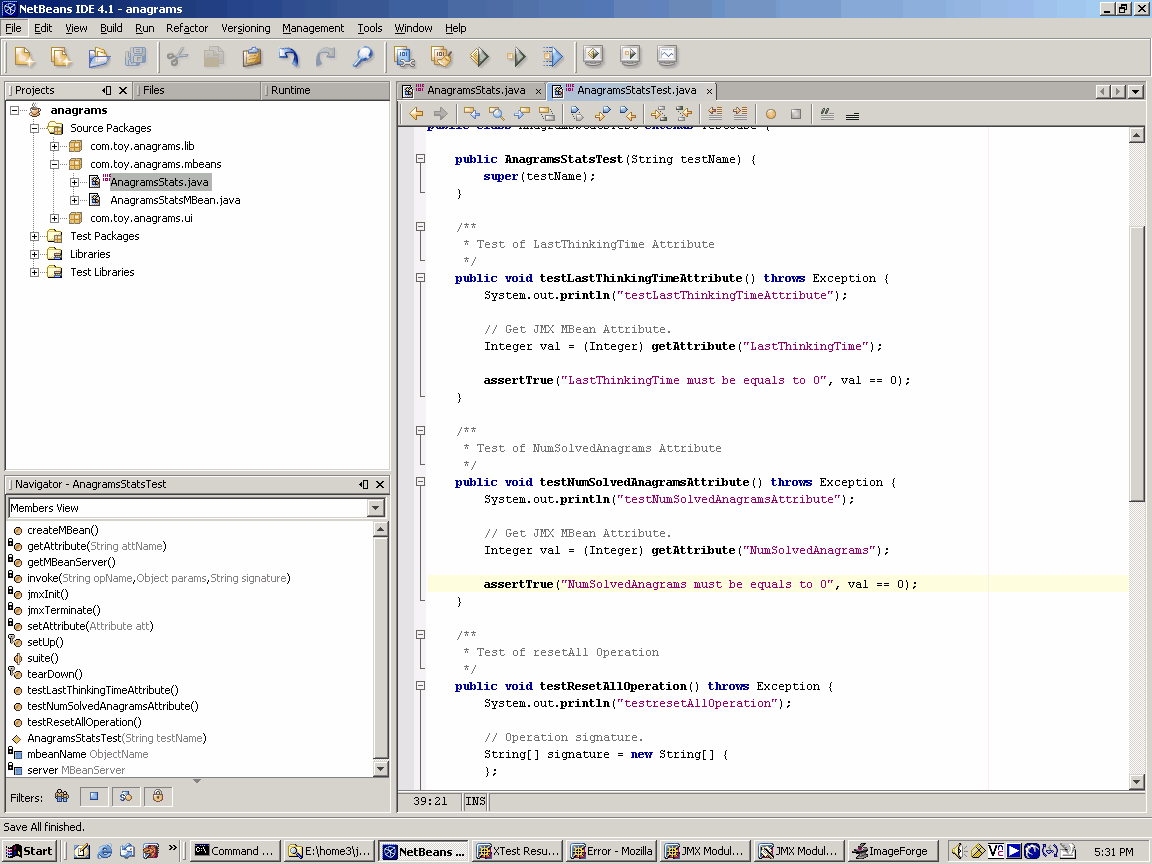 NetBeans IDE 4.1 - anagrams
File Edit View Build Run Refactor Versioning Management Tools Window Help
Projects Files Runtime
anagrams
Source Packages
com.toy.anagrams.lib
com.toy.anagrams.mbeans
AnagramsStats.java
AnagramsStatsMBean.java
com.toy.anagrams.ui
Test Packages
Libraries
Test Libraries
Navigator - AnagramsStatsTest
Members View
createMBean()
getAttribute(String attName)
getMBeanServer()
invoke(String opName,Object params,String signature)
jmxInit()
jmxTerminate()
setAttribute(Attribute att)
setUp()
suite()
tearDown()
testLastThinkingTimeAttribute()
testNumSolvedAnagramsAttribute()
testResetAllOperation()
AnagramsStatsTest(String testName)
mbeanName ObjectName
server MBeanServer
Filters:
AnagramsStats.java AnagramsStatsTest.java
public class AnagramsStatsTest extends TestCase {
public AnagramsStatsTest(String testName) {
super(testName);
}
/**
* Test of LastThinkingTime Attribute
*/
public void testLastThinkingTimeAttribute() throws Exception {
System.out.println("testLastThinkingTimeAttribute");
// Get JMX MBean Attribute.
Integer val = (Integer) getAttribute("LastThinkingTime");
assertTrue("LastThinkingTime must be equals to 0", val == 0);
}
/**
* Test of NumSolvedAnagrams Attribute
*/
public void testNumSolvedAnagramsAttribute() throws Exception {
System.out.println("testNumSolvedAnagramsAttribute");
// Get JMX MBean Attribute.
Integer val = (Integer) getAttribute("NumSolvedAnagrams");
assertTrue("NumSolvedAnagrams must be equals to 0", val == 0);
}
/**
* Test of resetAll Operation
*/
public void testResetAllOperation() throws Exception {
System.out.println("testresetAllOperation");
// Operation signature.
String[] signature = new String[] {
};
39:21 INS
Save All finished.
Start Command ... E:\home3\j... NetBeans ... XTest Resu... Error - Mozilla JMX Modul... JMX Modul... ImageForge 5:31 PM